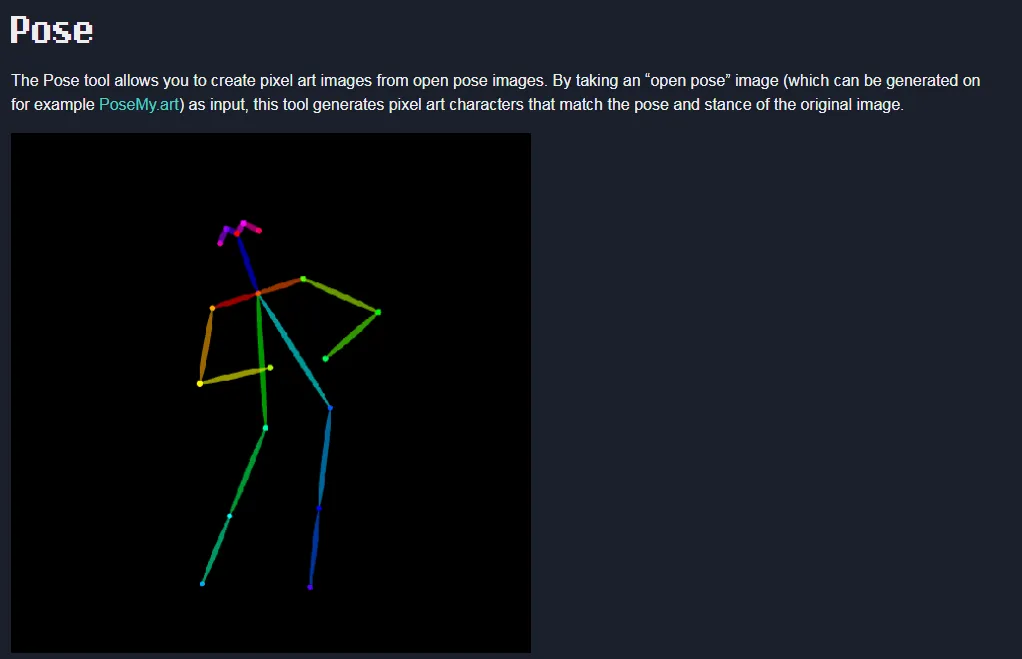 Pose
The Pose tool allows you to create pixel art images from open pose images. By taking an “open pose” image (which can be generated on
for example PoseMy.art) as input, this tool generates pixel art characters that match the pose and stance of the original image.